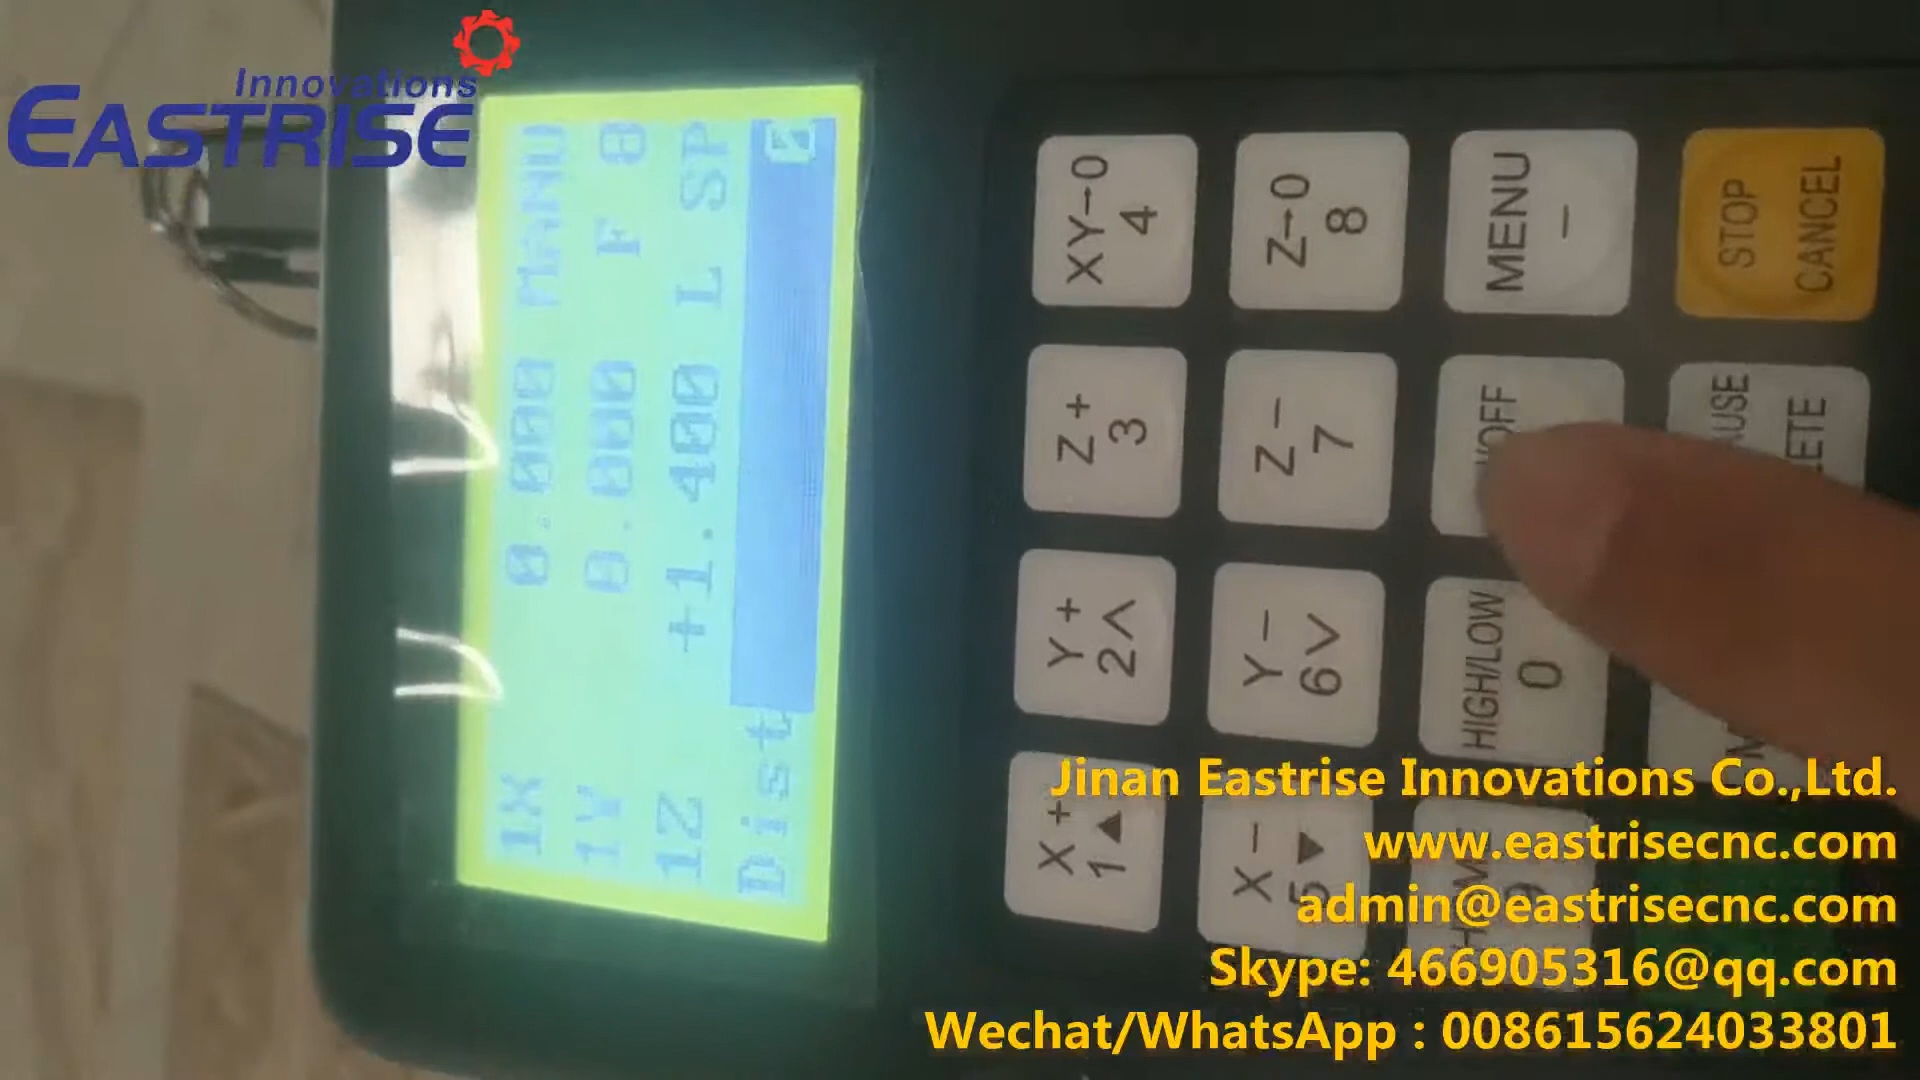 Innovations
EASTRISE
1X 0.000 MANU
1Y 0.000 F 8
1Z +1.400 L SP
Dist 0
XY→0
4
Z→0
8
MENU
–
STOP
CANCEL
Z+
3
Z–
7
Y+
2∧
Y–
6∨
HIGH/LOW
0
X+
1▲
X–
5▼
9
Jinan Eastrise Innovations Co.,Ltd.
www.eastrisecnc.com
admin@eastrisecnc.com
Skype: 466905316@qq.com
Wechat/WhatsApp : 008615624033801